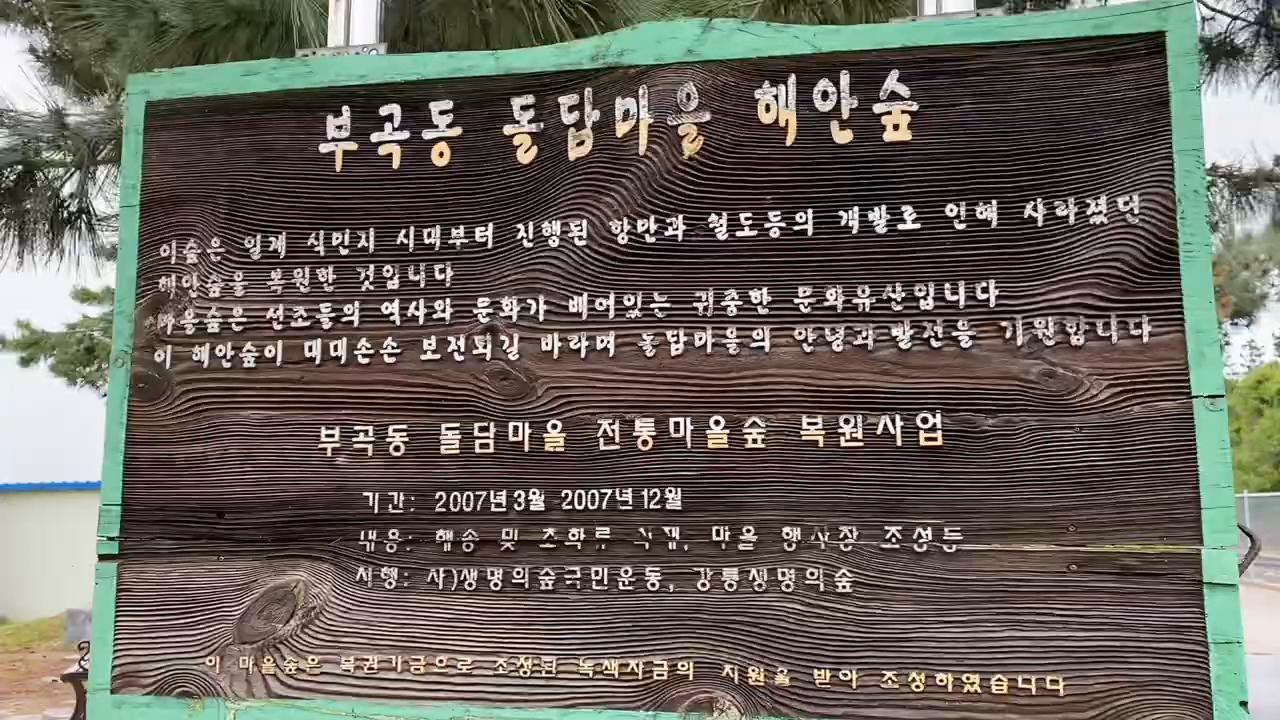 부곡동 돌담마을 해안숲
이숲은 일제 식민지 시대부터 진행된 항만과 철도등의 개발로 인해 사라졌던
해안숲을 복원한 것입니다
마을숲은 선조들의 역사와 문화가 배어있는 귀중한 문화유산입니다
이 해안숲이 대대손손 보전되길 바라며 돌담마을의 안녕과 발전을 기원합니다
부곡동 돌담마을 전통마을숲 복원사업
기간: 2007년 3월-2007년 12월
내용: 해송 및 초화류 식재, 마을 행사장 조성등
시행: 사)생명의숲국민운동, 강릉생명의숲
이 마을숲은 복권기금으로 조성된 녹색자금의 지원을 받아 조성하였습니다